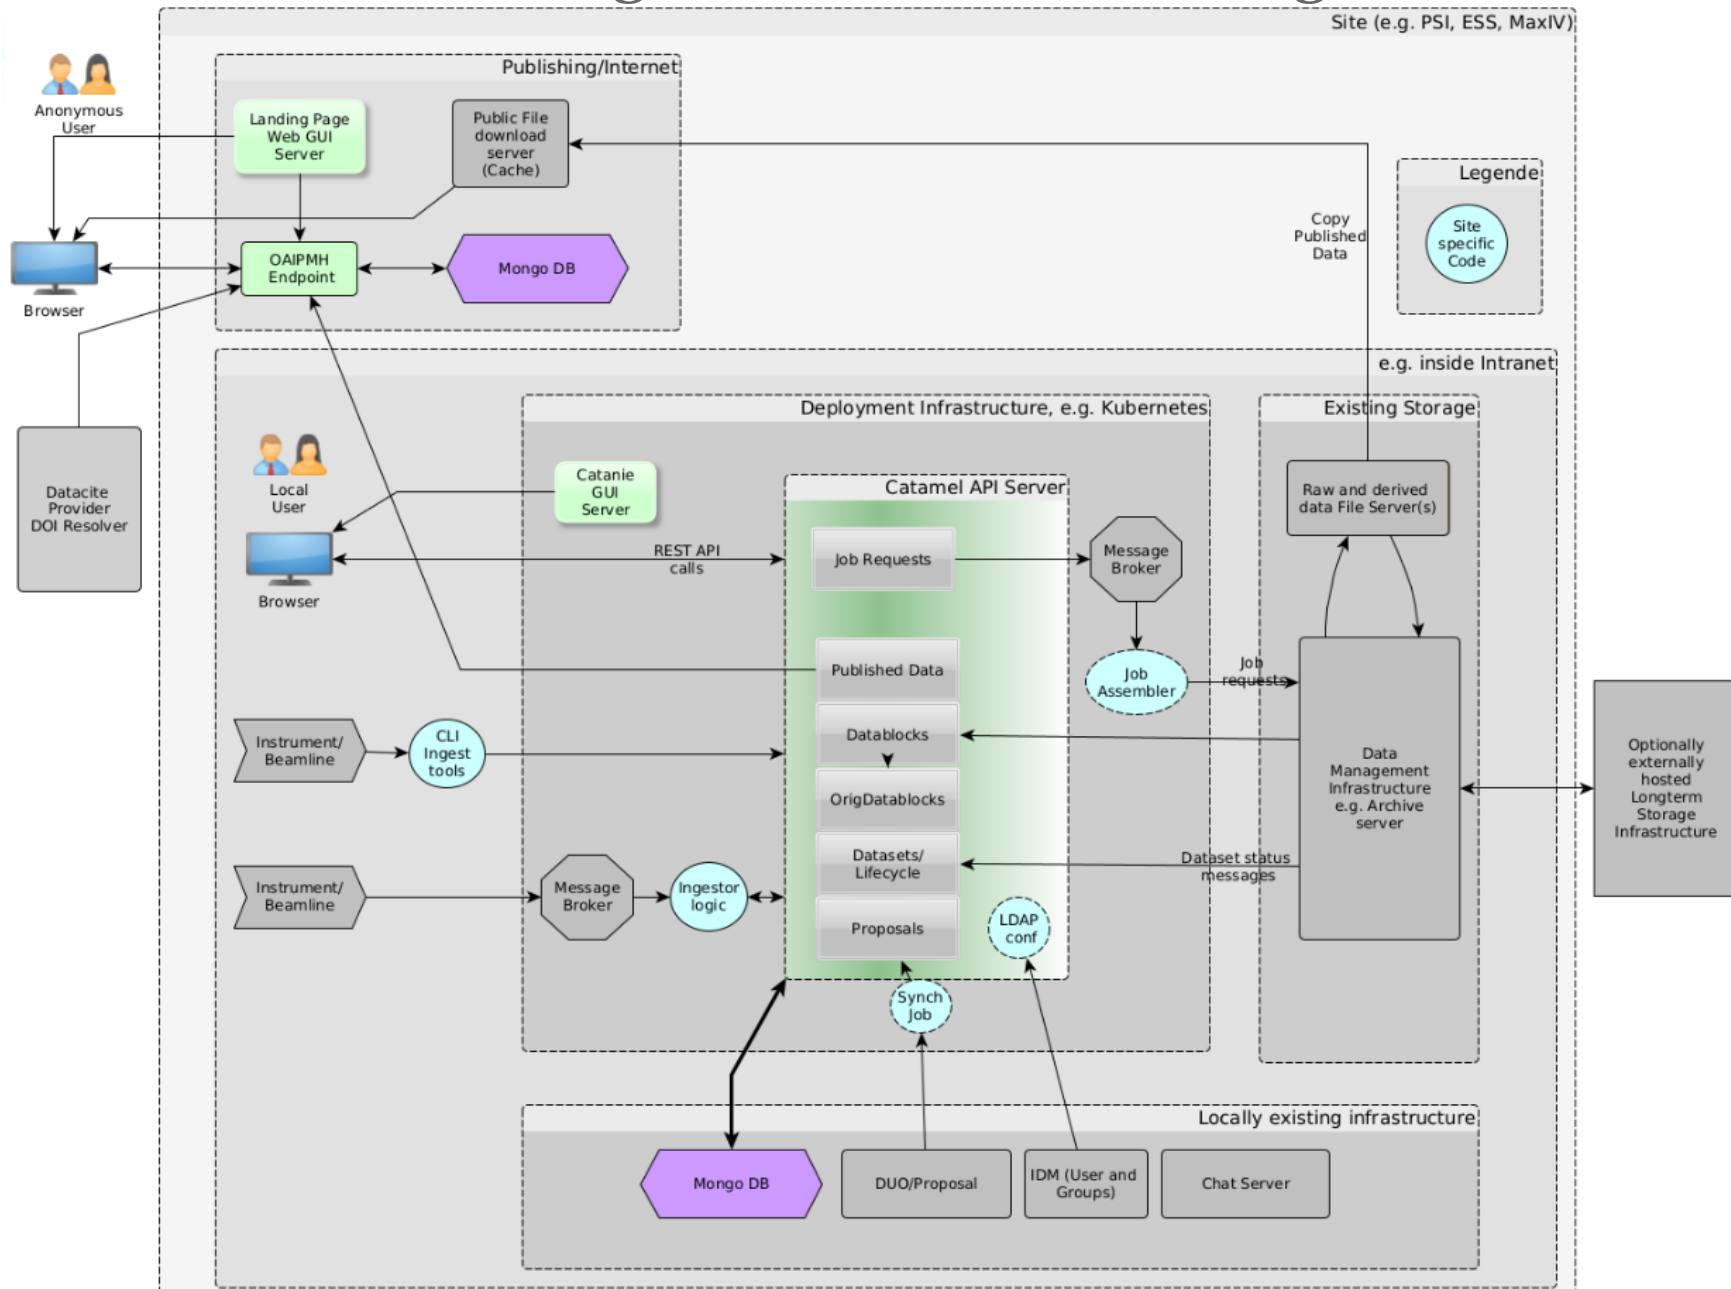 Site (e.g. PSI, ESS, MaxIV)
Publishing/Internet
Anonymous
User
Landing Page
Web GUI
Server
Public File
download
server
(Cache)
Legende
Site
specific
Code
Copy
Published
Data
OAIPMH
Endpoint
Mongo DB
Browser
e.g. inside Intranet
Deployment Infrastructure, e.g. Kubernetes
Existing Storage
Datacite
Provider
DOI Resolver
Local
User
Catanie
GUI
Server
Catamel API Server
Raw and derived
data File Server(s)
REST API
calls
Job Requests
Message
Broker
Browser
Published Data
Job
Assembler
Job
requests
Instrument/
Beamline
CLI
Ingest
tools
Datablocks
OrigDatablocks
Data
Management
Infrastructure
e.g. Archive
server
Optionally
externally
hosted
Longterm
Storage
Infrastructure
Datasets/
Lifecycle
Dataset status
messages
Instrument/
Beamline
Message
Broker
Ingestor
logic
Proposals
LDAP
conf
Synch
Job
Locally existing infrastructure
Mongo DB
DUO/Proposal
IDM (User and
Groups)
Chat Server